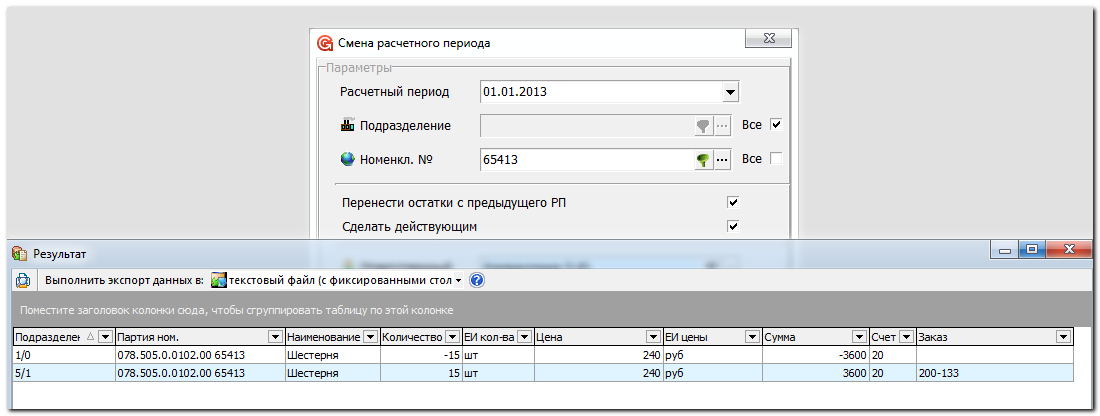 Смена расчетного периода
Параметры
Расчетный период 01.01.2013
Подразделение ... Все
Номенкл. № 65413 ... Все
Перенести остатки с предыдущего РП
Сделать действующим
Результат
Выполнить экспорт данных в: текстовый файл (с фиксированными стол
Поместите заголовок колонки сюда, чтобы сгруппировать таблицу по этой колонке
Подразделен Партия ном. Наименование Количество ЕИ кол-ва Цена ЕИ цены Сумма Счет Заказ
1/0 078.505.0.0102.00 65413 Шестерня -15 шт 240 руб -3600 20
5/1 078.505.0.0102.00 65413 Шестерня 15 шт 240 руб 3600 20 200-133